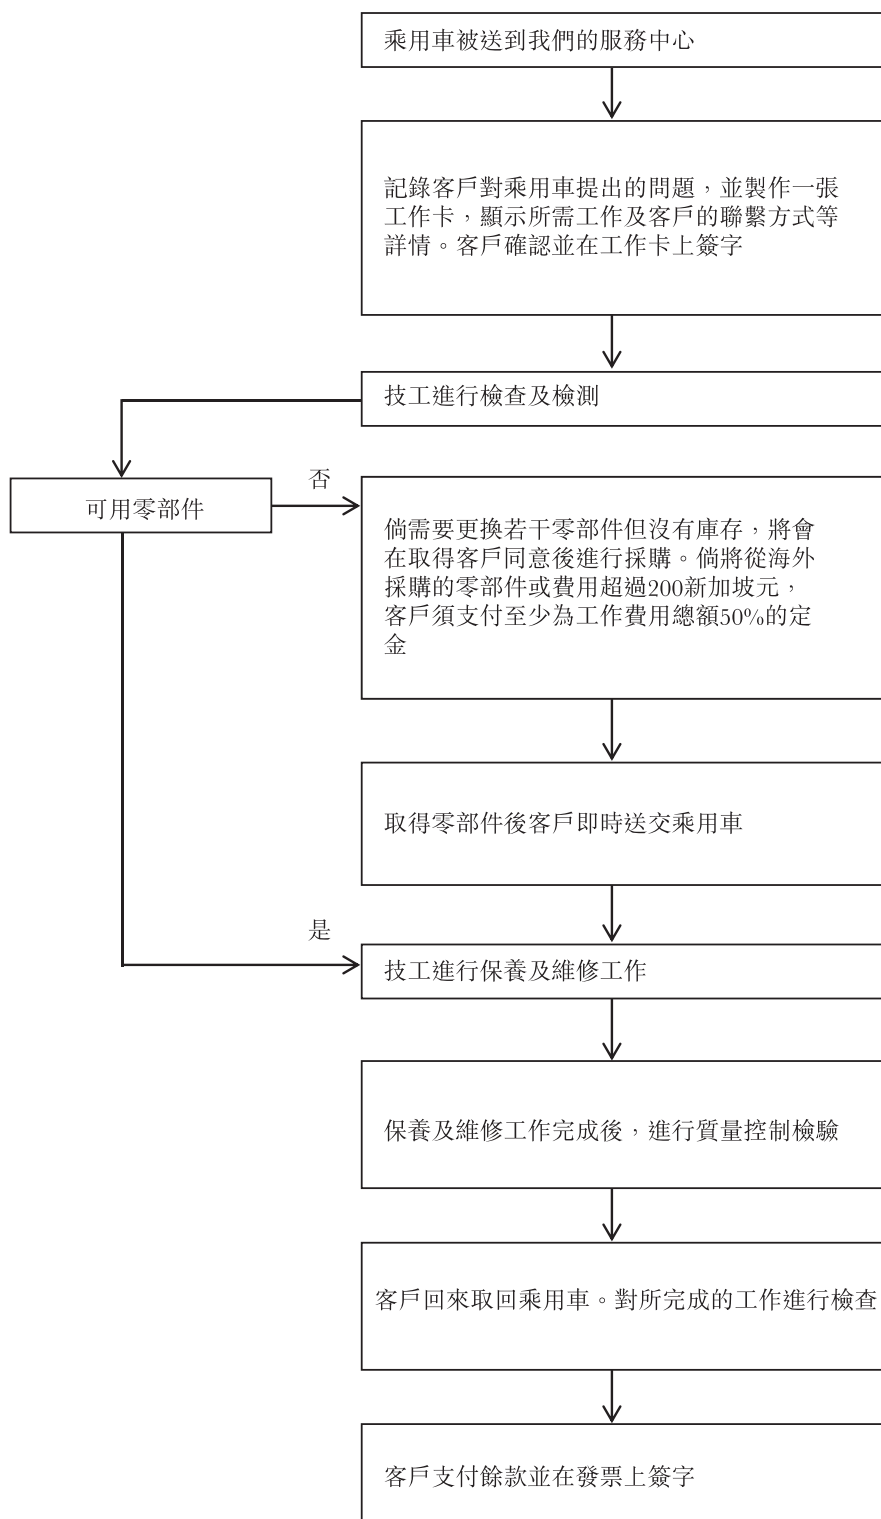 乘用車被送到我們的服務中心
記錄客戶對乘用車提出的問題，並製作一張
工作卡，顯示所需工作及客戶的聯繫方式等
詳情。客戶確認並在工作卡上簽字
技工進行檢查及檢測
可用零部件
否
倘需要更換若干零部件但沒有庫存，將會
在取得客戶同意後進行採購。倘將從海外
採購的零部件或費用超過200新加坡元，
客戶須支付至少為工作費用總額50%的定
金
取得零部件後客戶即時送交乘用車
是
技工進行保養及維修工作
保養及維修工作完成後，進行質量控制檢驗
客戶回來取回乘用車。對所完成的工作進行檢查
客戶支付餘款並在發票上簽字